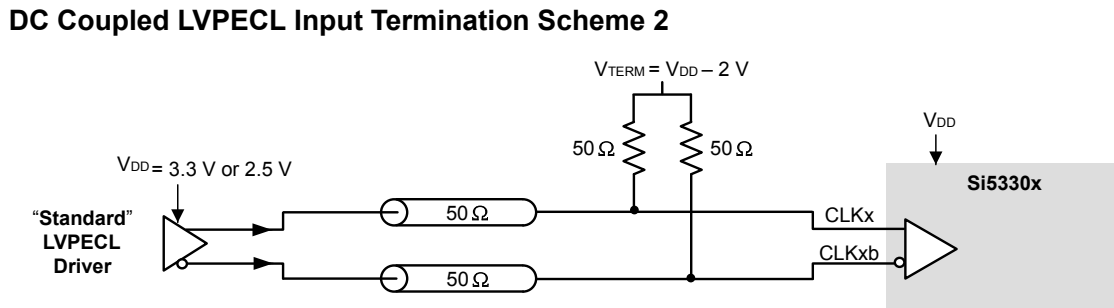 DC Coupled LVPECL Input Termination Scheme 2
VTERM = VDD – 2 V
VDD
50 Ω
50 Ω
VDD = 3.3 V or 2.5 V
Si5330x
“Standard”
LVPECL
Driver
50 Ω
CLKx
50 Ω
CLKxb